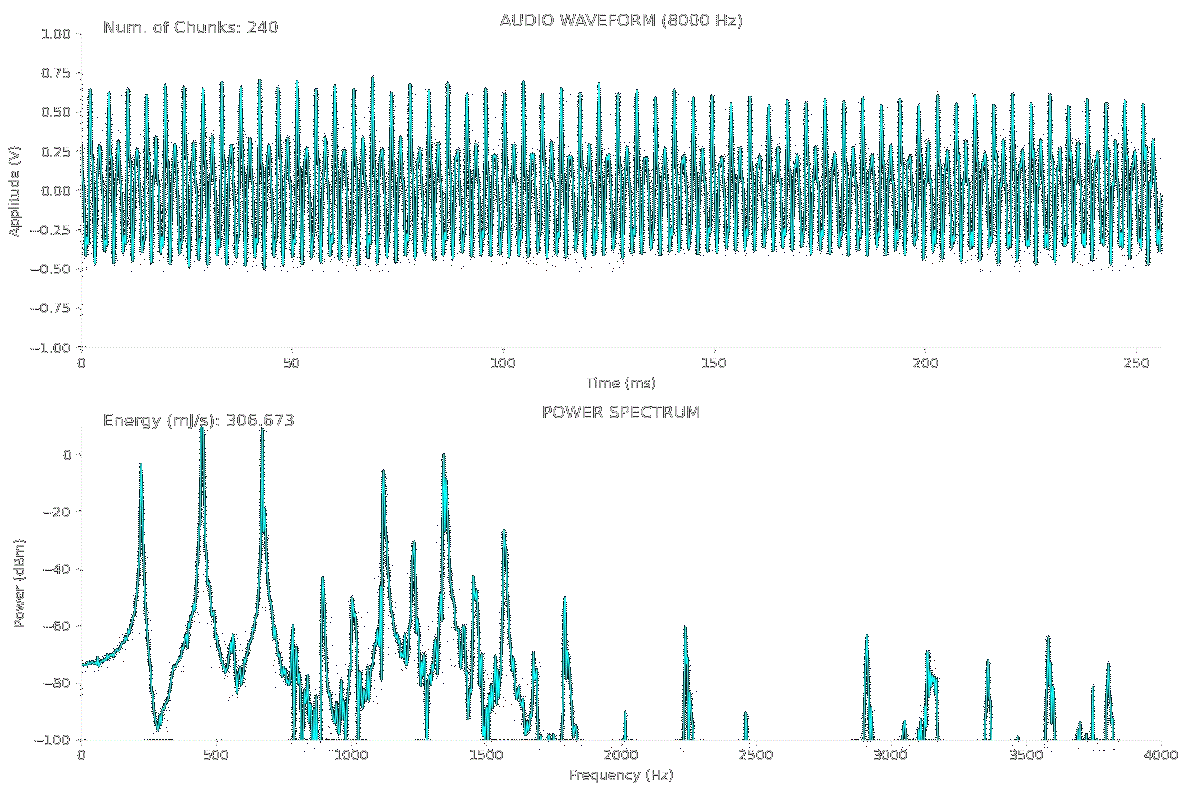 AUDIO WAVEFORM (8000 Hz)
Num. of Chunks: 240
1.00
0.75
0.50
0.25
0.00
−0.25
−0.50
−0.75
−1.00
Applitude (V)
0 50 100 150 200 250
Time (ms)
POWER SPECTRUM
Energy (mJ/s): 306.673
0
−20
−40
−60
−80
−100
Power (dBm)
0 500 1000 1500 2000 2500 3000 3500 4000
Frequency (Hz)